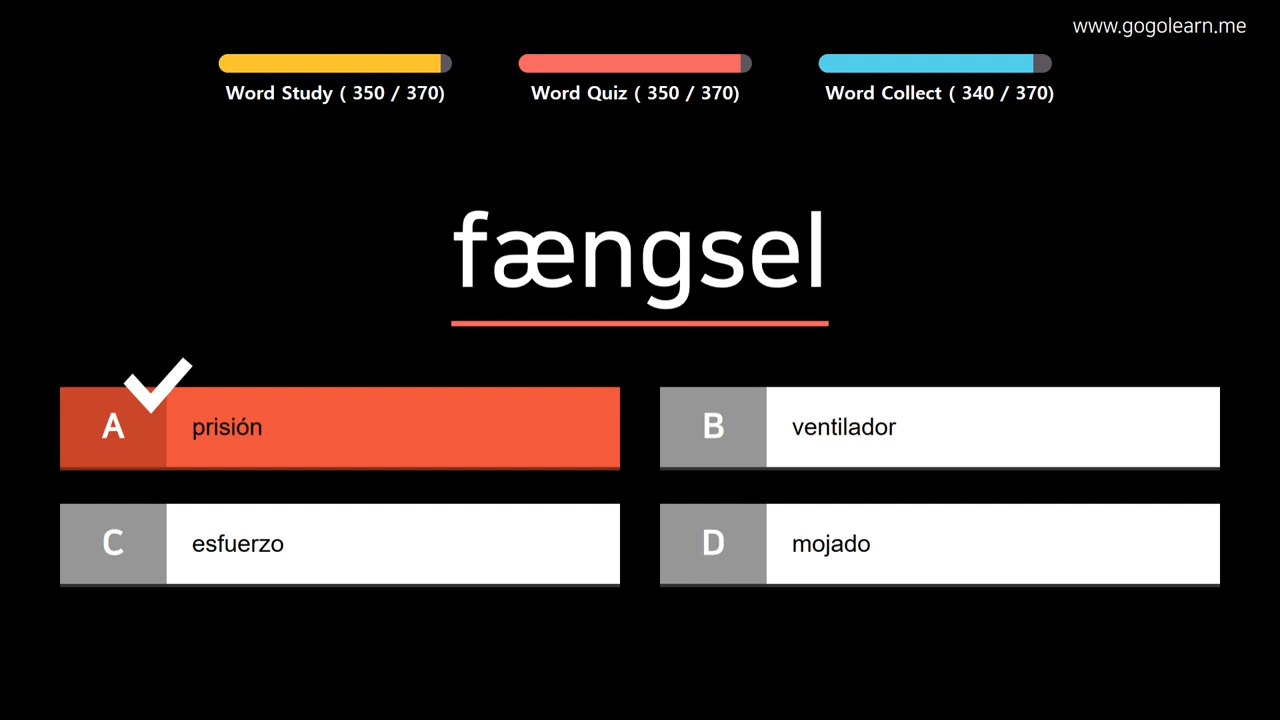 www.gogolearn.me
Word Study ( 350 / 370)
Word Quiz ( 350 / 370)
Word Collect ( 340 / 370)
fængsel
A prisión
B ventilador
C esfuerzo
D mojado